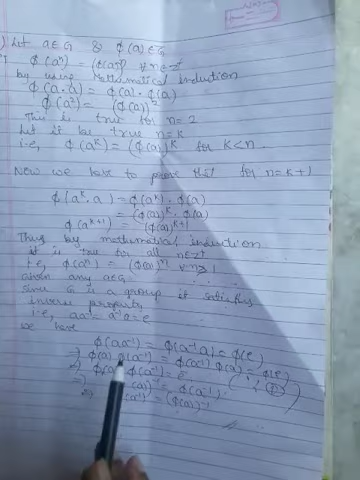 ) Let a∈G & φ(a)∈G
φ(aⁿ) = (φ(a))ⁿ ∀ n∈Z⁺
by using Mathematical induction
φ(a.a) = φ(a).φ(a)
φ(a²) = (φ(a))²
This is true for n=2
Let it be true n=k
i.e, φ(aᵏ) = (φ(a))ᵏ for k<n.
Now we have to prove that for n=k+1
φ(aᵏ.a) = φ(aᵏ).φ(a)
= (φ(a))ᵏ.φ(a)
φ(aᵏ⁺¹) = (φ(a))ᵏ⁺¹
Thus by mathematical induction
it is true for all n∈Z⁺
i.e, φ(aⁿ) = (φ(a))ⁿ ∀ n≥1
given any a∈G
since G is a group it satisfies
inverse property
i.e, aa⁻¹ = a⁻¹a = e
we have
φ(aa⁻¹) = φ(a⁻¹a) = φ(e)
⇒ φ(a).φ(a⁻¹) = φ(a⁻¹) φ(a) = φ(e)
⇒ φ(a) φ(a⁻¹) = e
⇒ (a))⁻¹ = φ(a⁻¹)
⇒ (a⁻¹) = (φ(a))⁻¹